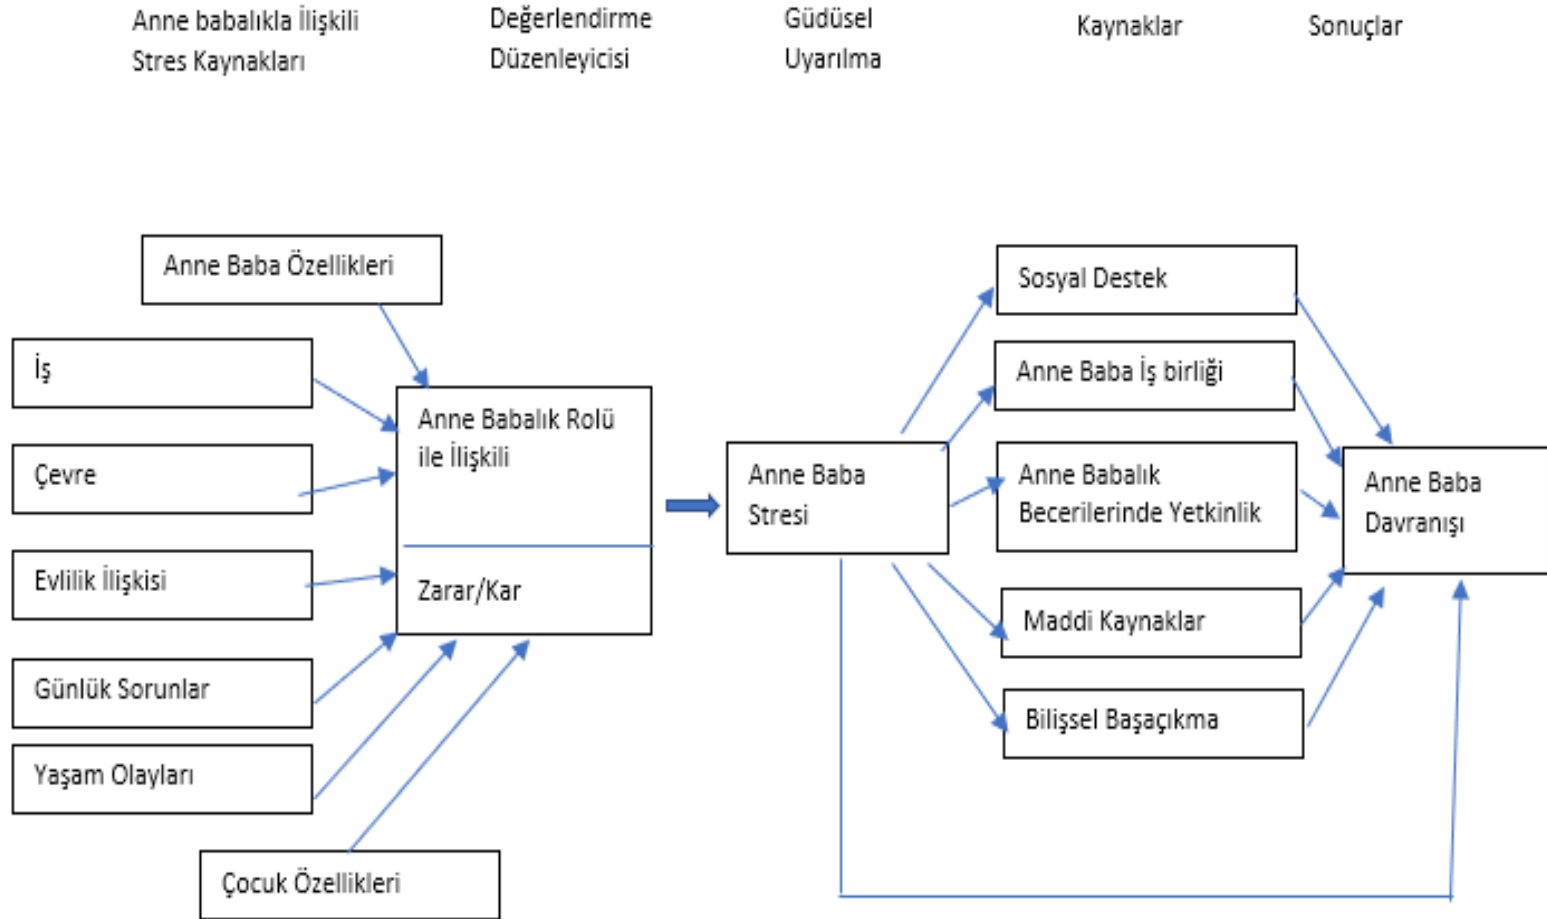 Anne babalıkla İlişkili
Stres Kaynakları
Değerlendirme
Düzenleyicisi
Güdüsel
Uyarılma
Kaynaklar
Sonuçlar
Anne Baba Özellikleri
İş
Çevre
Evlilik İlişkisi
Günlük Sorunlar
Yaşam Olayları
Çocuk Özellikleri
Anne Babalık Rolü
ile İlişkili
Zarar/Kar
Anne Baba
Stresi
Sosyal Destek
Anne Baba İş birliği
Anne Babalık
Becerilerinde Yetkinlik
Maddi Kaynaklar
Bilişsel Başaçıkma
Anne Baba
Davranışı